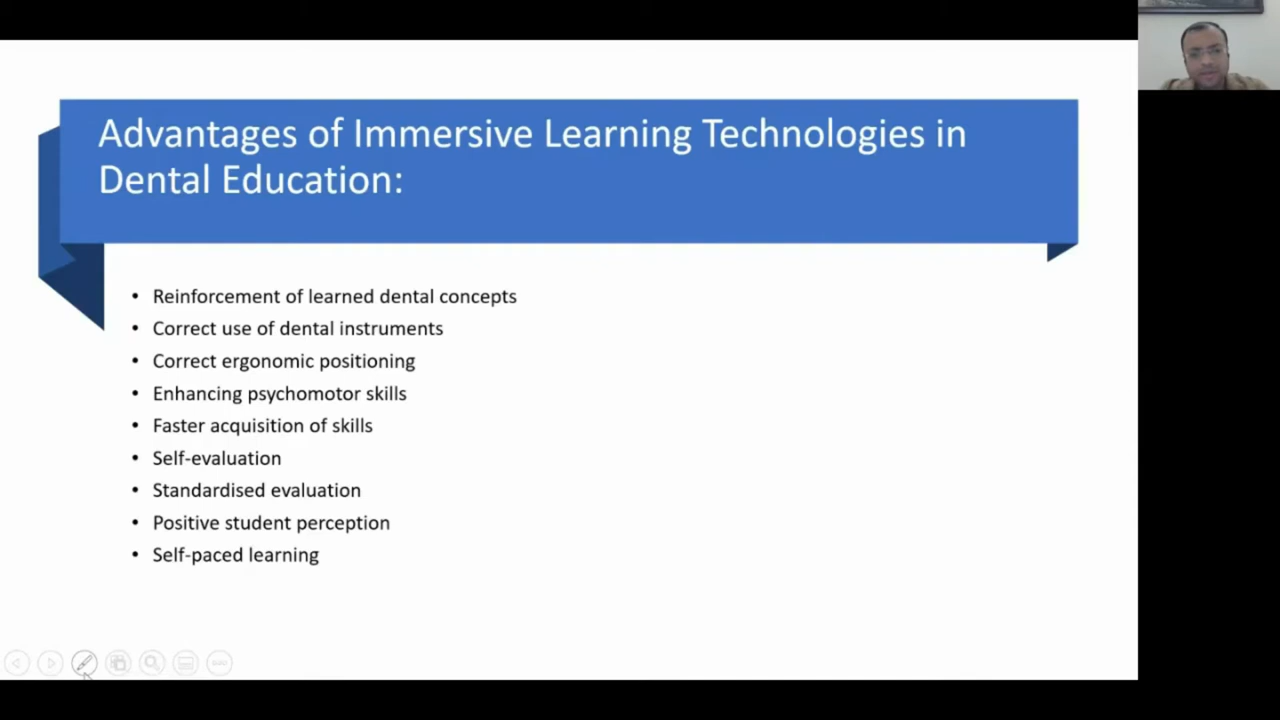 Advantages of Immersive Learning Technologies in
Dental Education:
• Reinforcement of learned dental concepts
• Correct use of dental instruments
• Correct ergonomic positioning
• Enhancing psychomotor skills
• Faster acquisition of skills
• Self-evaluation
• Standardised evaluation
• Positive student perception
• Self-paced learning